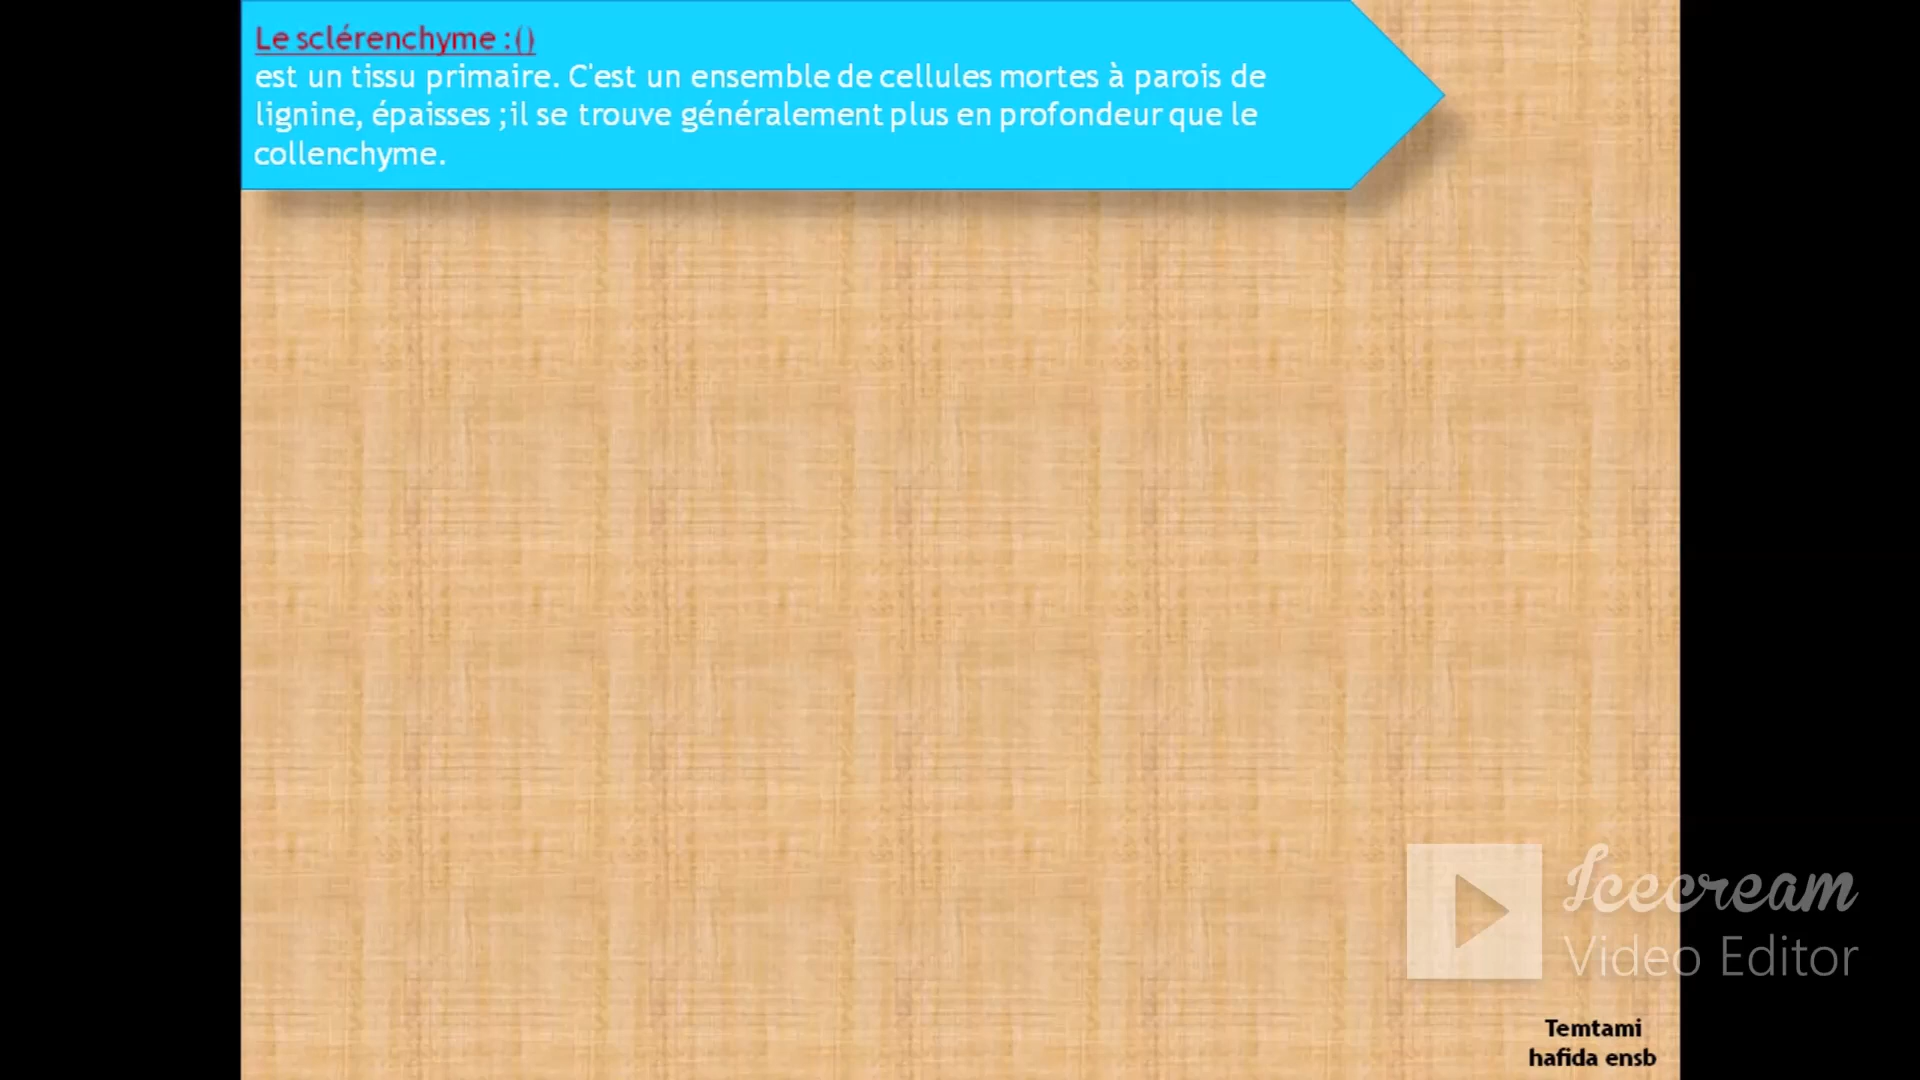 Le sclérenchyme :()
est un tissu primaire. C'est un ensemble de cellules mortes à parois de
lignine, épaisses ;il se trouve généralement plus en profondeur que le
collenchyme.
Icecream
Video Editor
Temtami
hafida ensb